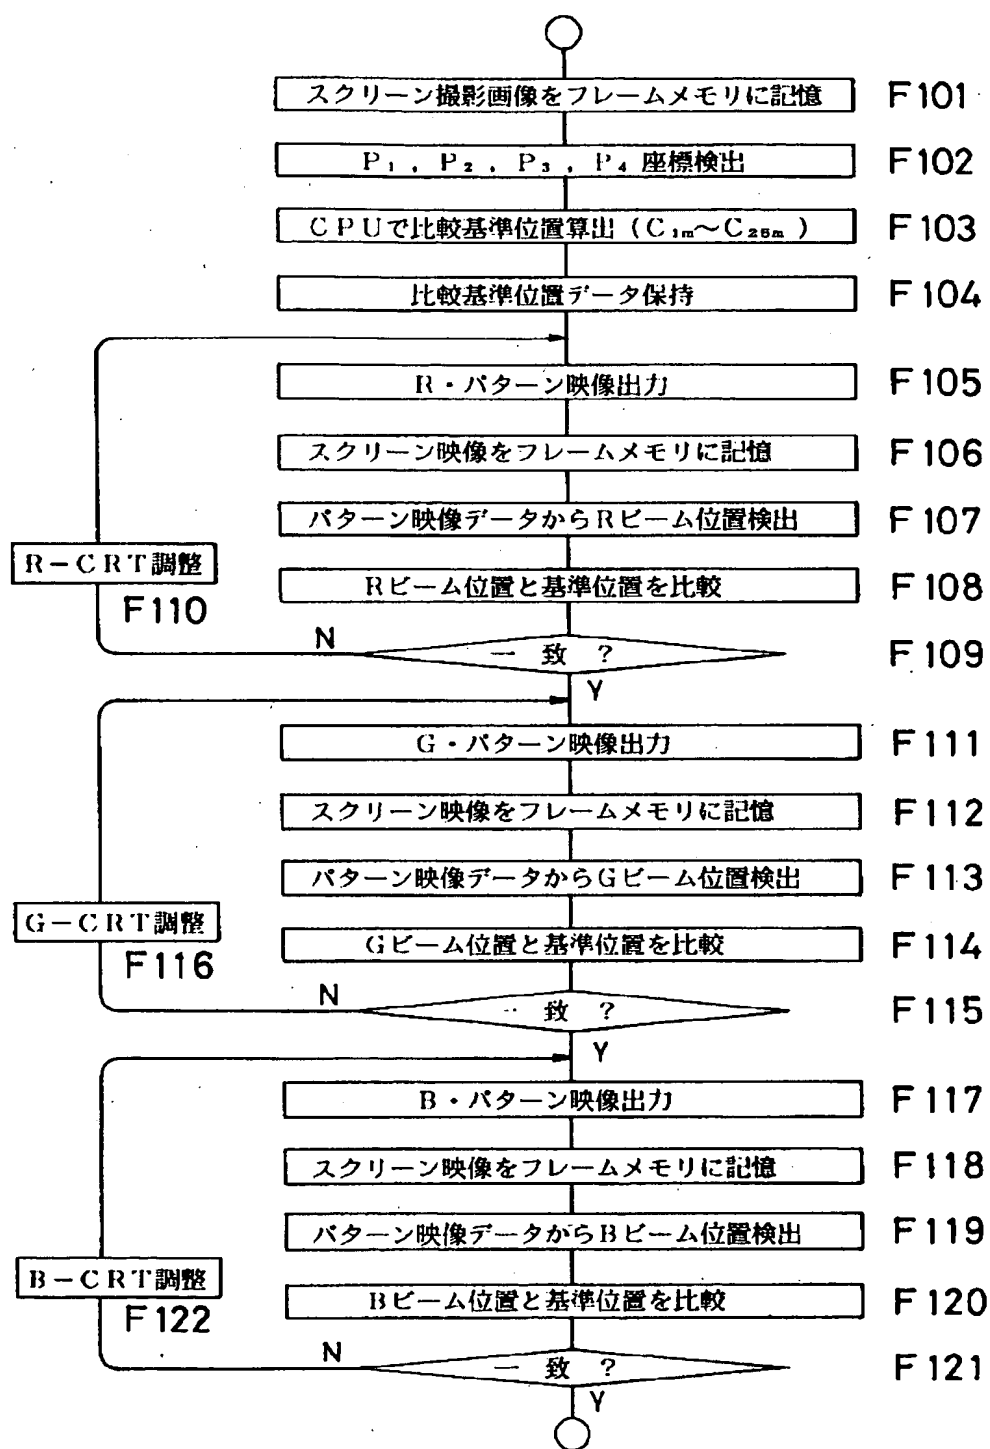 スクリーン撮影画像をフレームメモリに記憶 F101
P₁ , P₂ , P₃ , P₄ 座標検出 F102
CPUで比較基準位置算出 (C₁ₘ～C₂₅ₘ ) F103
比較基準位置データ保持 F104
R・パターン映像出力 F105
スクリーン映像をフレームメモリに記憶 F106
パターン映像データからRビーム位置検出 F107
R－CRT調整
Rビーム位置と基準位置を比較 F108
F110
N 一 致 ? F109
Y
G・パターン映像出力 F111
スクリーン映像をフレームメモリに記憶 F112
パターン映像データからGビーム位置検出 F113
G－CRT調整
Gビーム位置と基準位置を比較 F114
F116
N 一 致 ? F115
Y
B・パターン映像出力 F117
スクリーン映像をフレームメモリに記憶 F118
パターン映像データからBビーム位置検出 F119
B－CRT調整
Bビーム位置と基準位置を比較 F120
F122
N 一 致 ? F121
Y